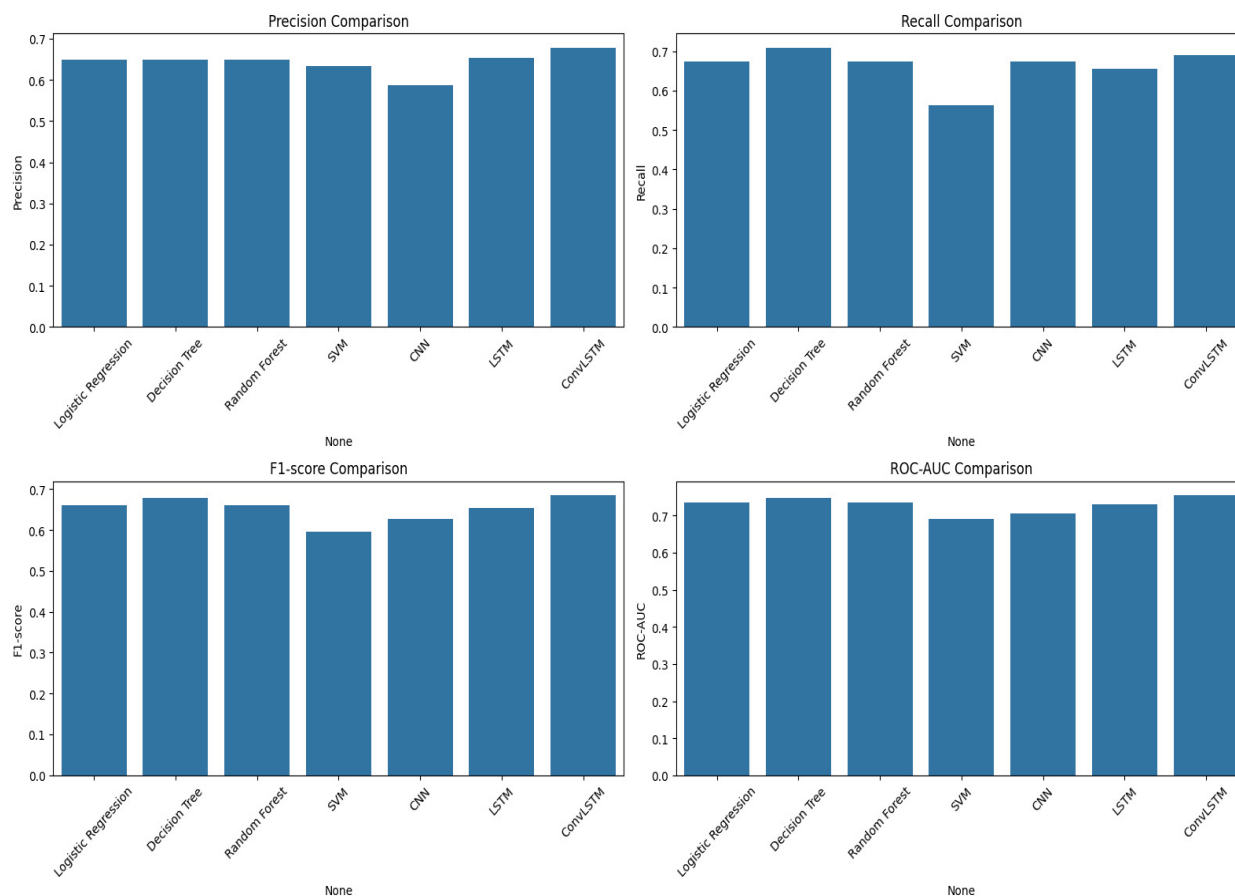 Precision Comparison
Precision
0.7
0.6
0.5
0.4
0.3
0.2
0.1
0.0
Logistic Regression
Decision Tree
Random Forest
SVM
CNN
LSTM
ConvLSTM
None
Recall Comparison
Recall
0.7
0.6
0.5
0.4
0.3
0.2
0.1
0.0
Logistic Regression
Decision Tree
Random Forest
SVM
CNN
LSTM
ConvLSTM
None
F1-score Comparison
F1-score
0.7
0.6
0.5
0.4
0.3
0.2
0.1
0.0
Logistic Regression
Decision Tree
Random Forest
SVM
CNN
LSTM
ConvLSTM
None
ROC-AUC Comparison
ROC-AUC
0.7
0.6
0.5
0.4
0.3
0.2
0.1
0.0
Logistic Regression
Decision Tree
Random Forest
SVM
CNN
LSTM
ConvLSTM
None